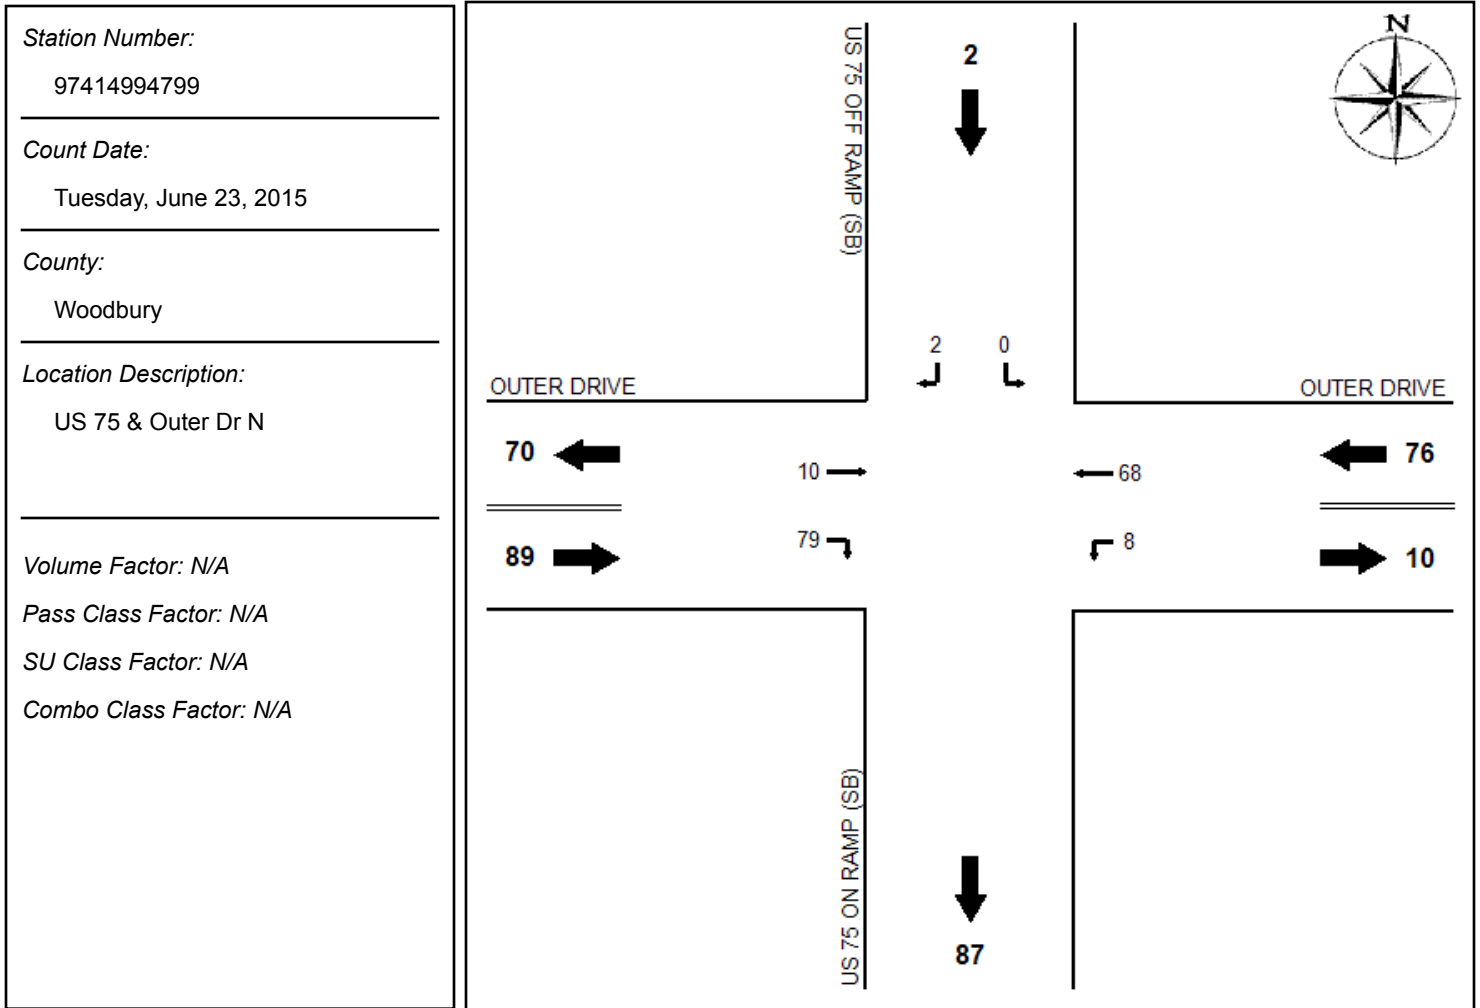 Station Number:
97414994799
Count Date:
Tuesday, June 23, 2015
County:
Woodbury
Location Description:
US 75 & Outer Dr N
Volume Factor: N/A
Pass Class Factor: N/A
SU Class Factor: N/A
Combo Class Factor: N/A
N
US 75 OFF RAMP (SB)
2
2 0
OUTER DRIVE
OUTER DRIVE
70
10
68
76
89
79
8
10
US 75 ON RAMP (SB)
87